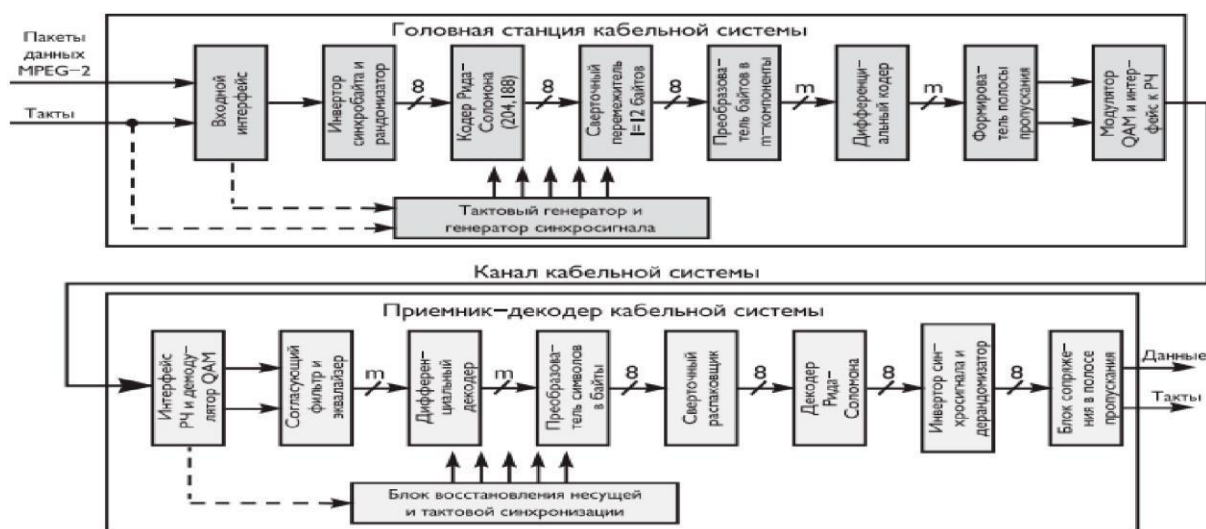 Головная станция кабельной системы
Пакеты
данных
MPEG-2
Такты
Входной
интерфейс
Инвертор
синхробайта и
рандомизатор
8
Кодер Рида-
Соломона
(204,188)
8
Сверточный
перемежитель
I=12 байтов
8
Преобразова-
тель байтов в
m-компоненты
m
Дифференци-
альный кодер
m
Формирова-
тель полосы
пропускания
Модулятор
QAM и интер-
фейс к РЧ
Тактовый генератор и
генератор синхросигнала
Канал кабельной системы
Приемник-декодер кабельной системы
Интерфейс
РЧ и демоду-
лятор QAM
Согласующий
фильтр и
эквалайзер
m
Дифферен-
циальный
декодер
m
Преобразова-
тель символов
в байты
8
Сверточный
распаковщик
8
Декодер
Рида-
Соломона
8
Инвертор син-
хросигнала и
дерандомизатор
8
Блок сопряже-
ния в полосе
пропускания
Данные
Такты
Блок восстановления несущей
и тактовой синхронизации